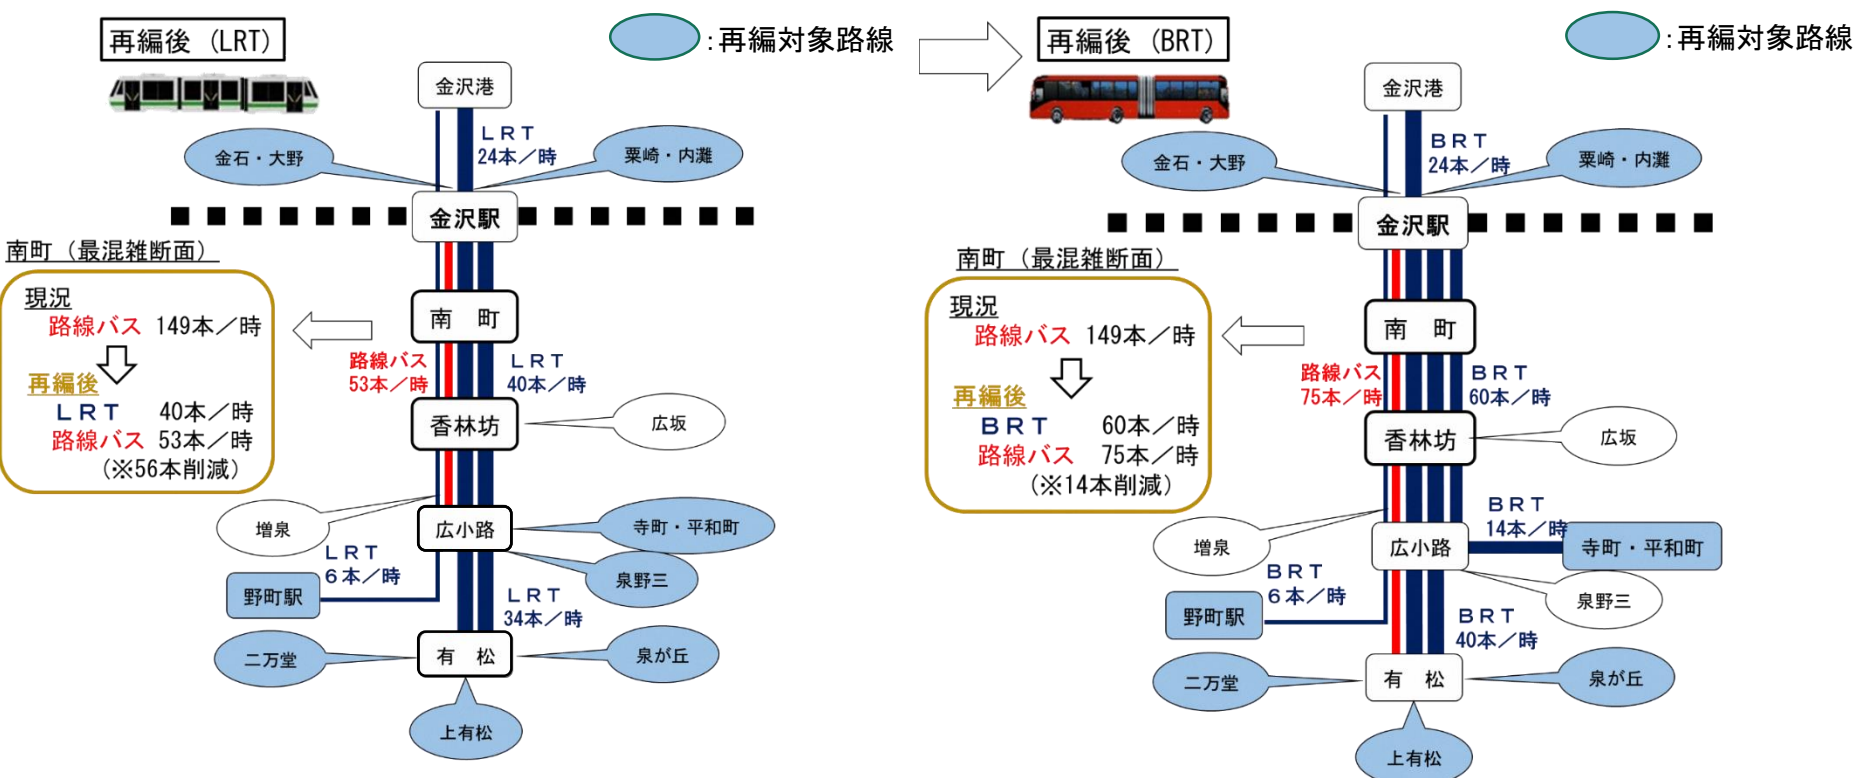 再編後（LRT）
：再編対象路線
金沢港
ＬＲＴ
24本／時
金石・大野
粟崎・内灘
金沢駅
南町（最混雑断面）
現況
路線バス 149本／時
再編後
ＬＲＴ 40本／時
路線バス 53本／時
（※56本削減）
南 町
路線バス
53本／時
ＬＲＴ
40本／時
香林坊
広坂
増泉
広小路
寺町・平和町
ＬＲＴ
６本／時
泉野三
野町駅
ＬＲＴ
34本／時
二万堂
有 松
泉が丘
上有松
再編後（BRT）
：再編対象路線
金沢港
ＢＲＴ
24本／時
金石・大野
粟崎・内灘
金沢駅
南町（最混雑断面）
現況
路線バス 149本／時
再編後
ＢＲＴ 60本／時
路線バス 75本／時
（※14本削減）
南 町
路線バス
75本／時
ＢＲＴ
60本／時
香林坊
広坂
ＢＲＴ
14本／時
増泉
広小路
寺町・平和町
ＢＲＴ
６本／時
泉野三
野町駅
ＢＲＴ
40本／時
二万堂
有 松
泉が丘
上有松